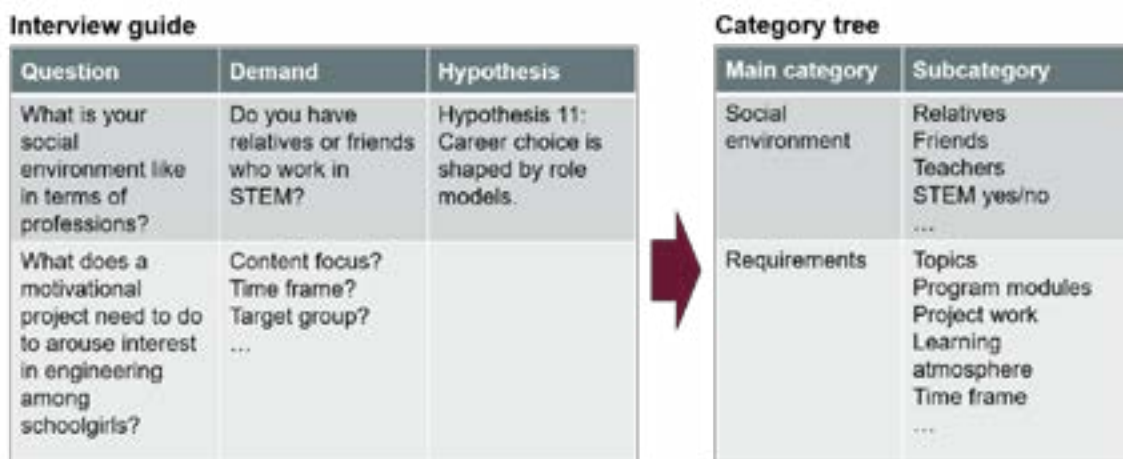 Interview guide
Question
Demand
Hypothesis
What is your
social
environment like
in terms of
professions?
Do you have
relatives or friends
who work in
STEM?
Hypothesis 11:
Career choice is
shaped by role
models.
What does a
motivational
project need to do
to arouse interest
in engineering
among
schoolgirls?
Content focus?
Time frame?
Target group?
...
Category tree
Main category
Subcategory
Social
environment
Relatives
Friends
Teachers
STEM yes/no
...
Requirements
Topics
Program modules
Project work
Learning
atmosphere
Time frame
...